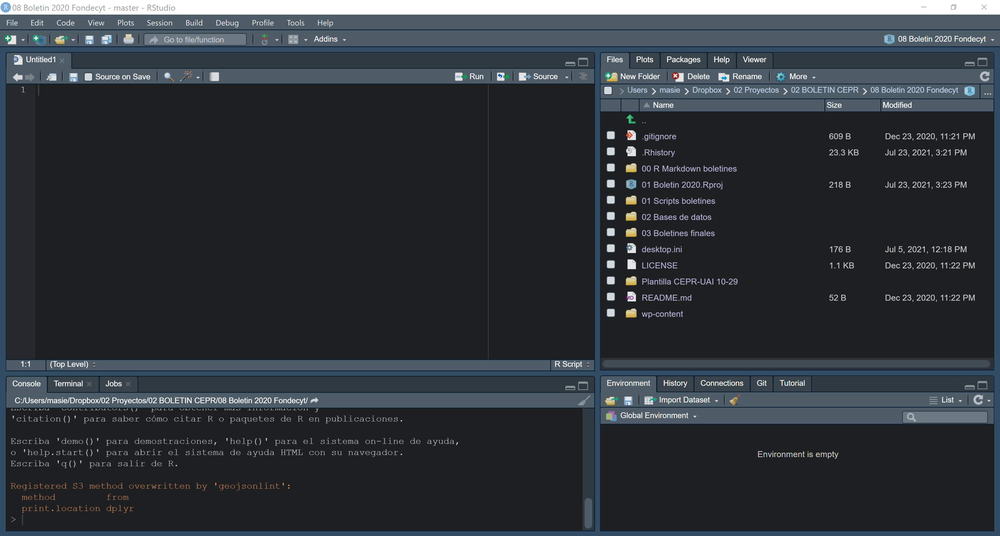 08 Boletin 2020 Fondecyt - master - RStudio
File Edit Code View Plots Session Build Debug Profile Tools Help
Go to file/function Addins 08 Boletin 2020 Fondecyt
Untitled1
Source on Save Run Source
1
1:1 (Top Level) R Script
Files Plots Packages Help Viewer
New Folder Delete Rename More
Users masie Dropbox 02 Proyectos 02 BOLETIN CEPR 08 Boletin 2020 Fondecyt ...
Name Size Modified
..
.gitignore 609 B Dec 23, 2020, 11:21 PM
.Rhistory 23.3 KB Jul 23, 2021, 3:21 PM
00 R Markdown boletines
01 Boletin 2020.Rproj 218 B Jul 23, 2021, 3:23 PM
01 Scripts boletines
02 Bases de datos
03 Boletines finales
desktop.ini 176 B Jul 5, 2021, 12:18 PM
LICENSE 1.1 KB Dec 23, 2020, 11:22 PM
Plantilla CEPR-UAI 10-29
README.md 52 B Dec 23, 2020, 11:22 PM
wp-content
Console Terminal Jobs
C:/Users/masie/Dropbox/02 Proyectos/02 BOLETIN CEPR/08 Boletin 2020 Fondecyt/
Escriba 'contributors()' para obtener más información y
'citation()' para saber cómo citar R o paquetes de R en publicaciones.
Escriba 'demo()' para demostraciones, 'help()' para el sistema on-line de ayuda,
o 'help.start()' para abrir el sistema de ayuda HTML con su navegador.
Escriba 'q()' para salir de R.
Registered S3 method overwritten by 'geojsonlint':
method from
print.location dplyr
>
Environment History Connections Git Tutorial
Import Dataset List
Global Environment
Environment is empty